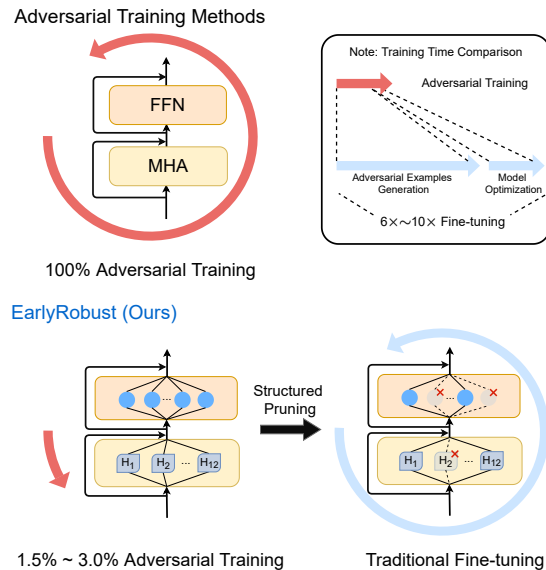 Adversarial Training Methods
FFN
MHA
100% Adversarial Training
Note: Training Time Comparison
Adversarial Training
Adversarial Examples
Generation
Model
Optimization
6×∼10× Fine-tuning
EarlyRobust (Ours)
...
H1 H2 ... H12
1.5% ~ 3.0% Adversarial Training
Structured
Pruning
...
H1 H2 ... H12
Traditional Fine-tuning